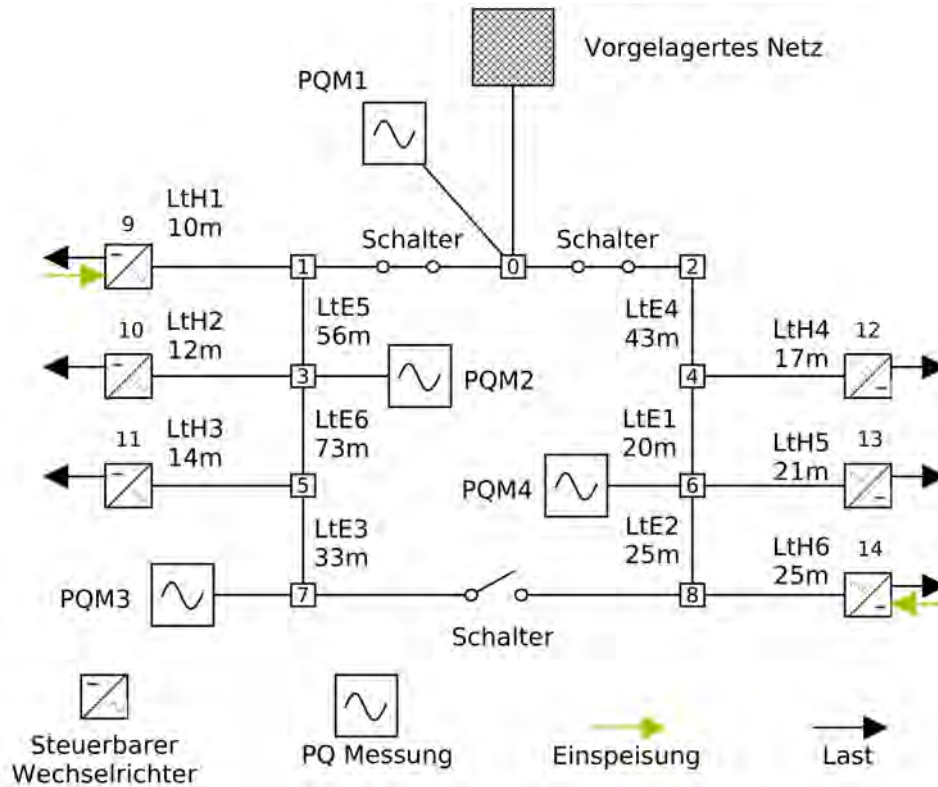 Vorgelagertes Netz
PQM1
LtH1
10m
9
Schalter
Schalter
1
0
2
LtH2
12m
10
LtE5
56m
LtE4
43m
LtH4
17m
12
3
PQM2
4
LtH3
14m
11
LtE6
73m
LtE1
20m
LtH5
21m
13
5
PQM4
6
LtE3
33m
LtE2
25m
LtH6
25m
14
PQM3
7
8
Schalter
Steuerbarer
Wechselrichter
PQ Messung
Einspeisung
Last